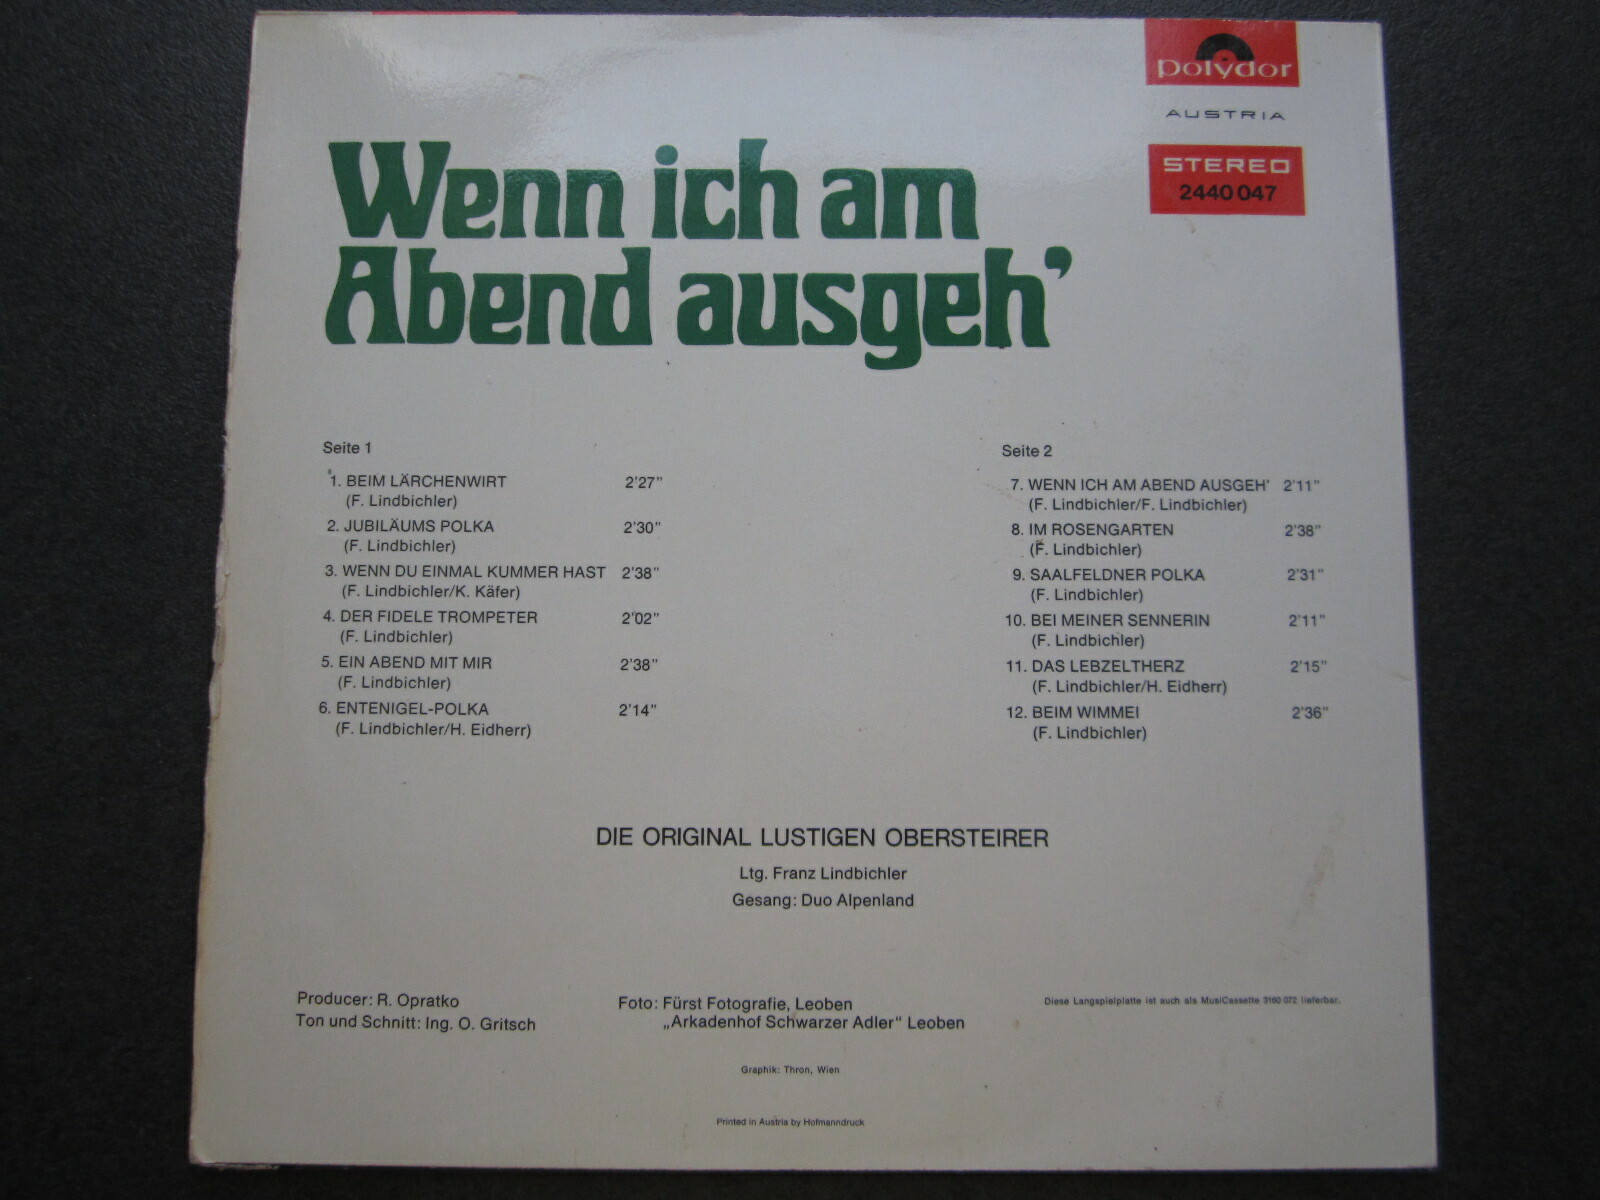 polydor
AUSTRIA
STEREO
2440 047
Wenn ich am
Abend ausgeh'
Seite 1
1. BEIM LÄRCHENWIRT 2'27"
(F. Lindbichler)
2. JUBILÄUMS POLKA 2'30"
(F. Lindbichler)
3. WENN DU EINMAL KUMMER HAST 2'38"
(F. Lindbichler/K. Käfer)
4. DER FIDELE TROMPETER 2'02"
(F. Lindbichler)
5. EIN ABEND MIT MIR 2'38"
(F. Lindbichler)
6. ENTENIGEL-POLKA 2'14"
(F. Lindbichler/H. Eidherr)
Seite 2
7. WENN ICH AM ABEND AUSGEH' 2'11"
(F. Lindbichler/F. Lindbichler)
8. IM ROSENGARTEN 2'38"
(F. Lindbichler)
9. SAALFELDNER POLKA 2'31"
(F. Lindbichler)
10. BEI MEINER SENNERIN 2'11"
(F. Lindbichler)
11. DAS LEBZELTHERZ 2'15"
(F. Lindbichler/H. Eidherr)
12. BEIM WIMMEI 2'36"
(F. Lindbichler)
DIE ORIGINAL LUSTIGEN OBERSTEIRER
Ltg. Franz Lindbichler
Gesang: Duo Alpenland
Producer: R. Opratko
Ton und Schnitt: Ing. O. Gritsch
Foto: Fürst Fotografie, Leoben
„Arkadenhof Schwarzer Adler" Leoben
Diese Langspielplatte ist auch als MusiCassette 3160 072 lieferbar.
Graphik: Thron, Wien
Printed in Austria by Hofmanndruck